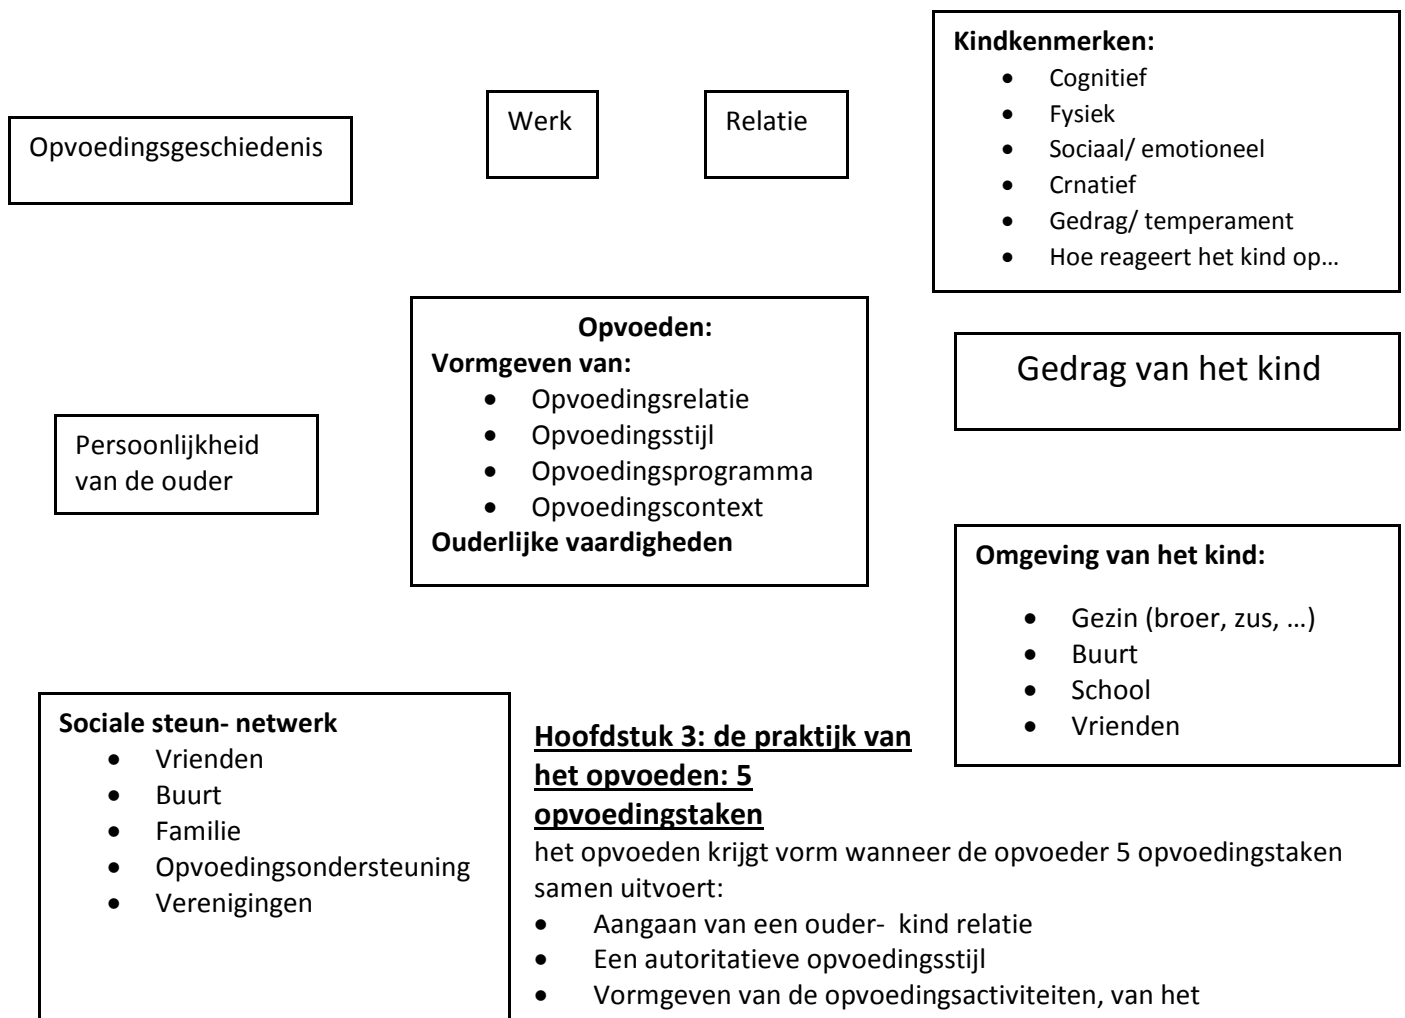 Kindkenmerken:
• Cognitief
• Fysiek
• Sociaal/ emotioneel
• Crnatief
• Gedrag/ temperament
• Hoe reageert het kind op…
Werk
Relatie
Opvoedingsgeschiedenis
Opvoeden:
Vormgeven van:
• Opvoedingsrelatie
• Opvoedingsstijl
• Opvoedingsprogramma
• Opvoedingscontext
Ouderlijke vaardigheden
Gedrag van het kind
Persoonlijkheid
van de ouder
Omgeving van het kind:
• Gezin (broer, zus, …)
• Buurt
• School
• Vrienden
Sociale steun- netwerk
• Vrienden
• Buurt
• Familie
• Opvoedingsondersteuning
• Verenigingen
Hoofdstuk 3: de praktijk van
het opvoeden: 5
opvoedingstaken
het opvoeden krijgt vorm wanneer de opvoeder 5 opvoedingstaken
samen uitvoert:
• Aangaan van een ouder- kind relatie
• Een autoritatieve opvoedingsstijl
• Vormgeven van de opvoedingsactiviteiten, van het